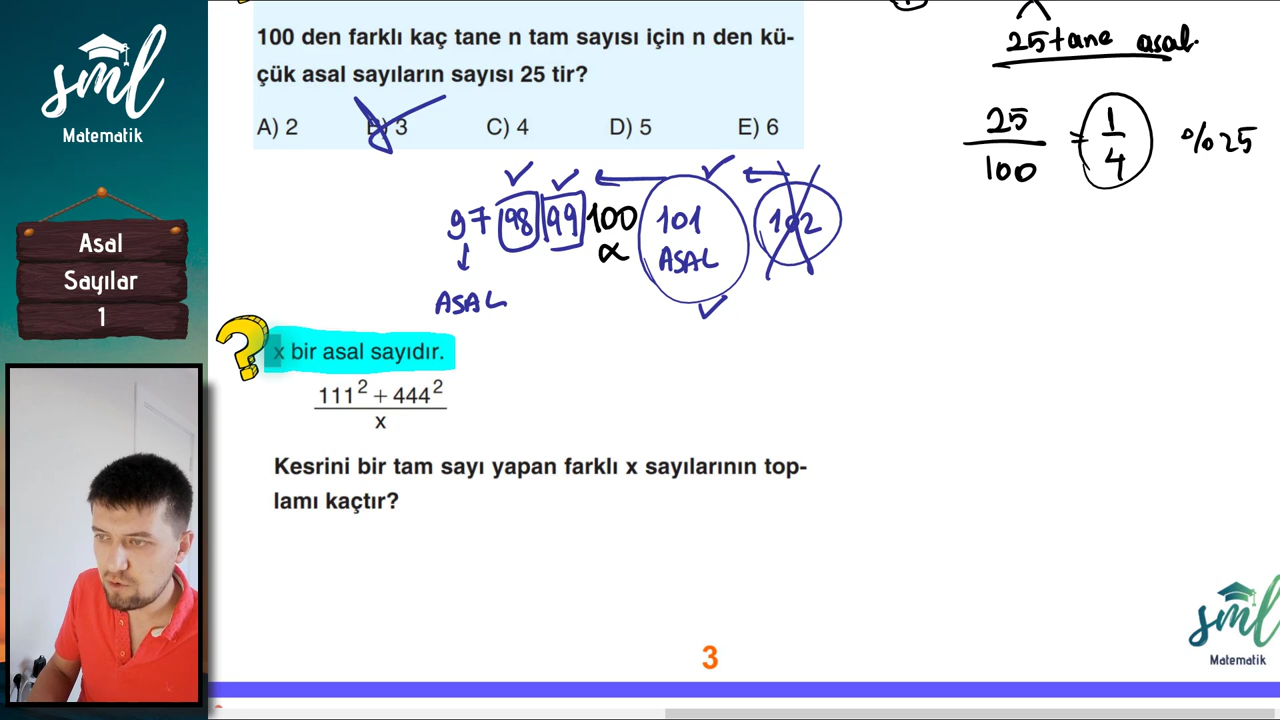 sml
Matematik
Asal
Sayılar
1
100 den farklı kaç tane n tam sayısı için n den kü-
çük asal sayıların sayısı 25 tir?
A) 2 B) 3 C) 4 D) 5 E) 6
25 tane asal.
25
100
=
1
4
%25
97 98 99 100 101 102
ASAL
ASAL
x bir asal sayıdır.
111² + 444²
x
Kesrini bir tam sayı yapan farklı x sayılarının top-
lamı kaçtır?
sml
Matematik
3